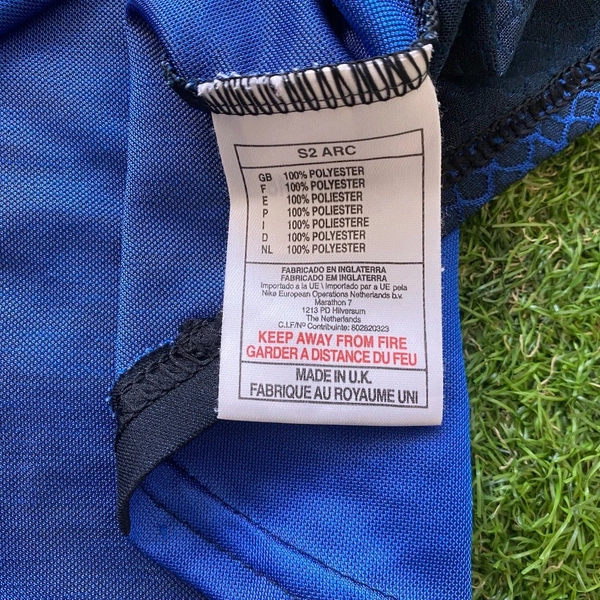 S2 ARC
GB 100% POLYESTER
F 100% POLYESTER
E 100% POLIESTER
P 100% POLIESTER
I 100% POLIESTERE
D 100% POLYESTER
NL 100% POLYESTER
FABRICADO EN INGLATERRA
FABRICADO EM INGLATERRA
Importado a la UE \ Importado par a UE pela
Nike European Operations Netherlands b.v.
Marathon 7
1213 PD Hilversum
The Netherlands
C.I.F/Nº Contribuinte: 802820323
KEEP AWAY FROM FIRE
GARDER A DISTANCE DU FEU
MADE IN U.K.
FABRIQUE AU ROYAUME UNI